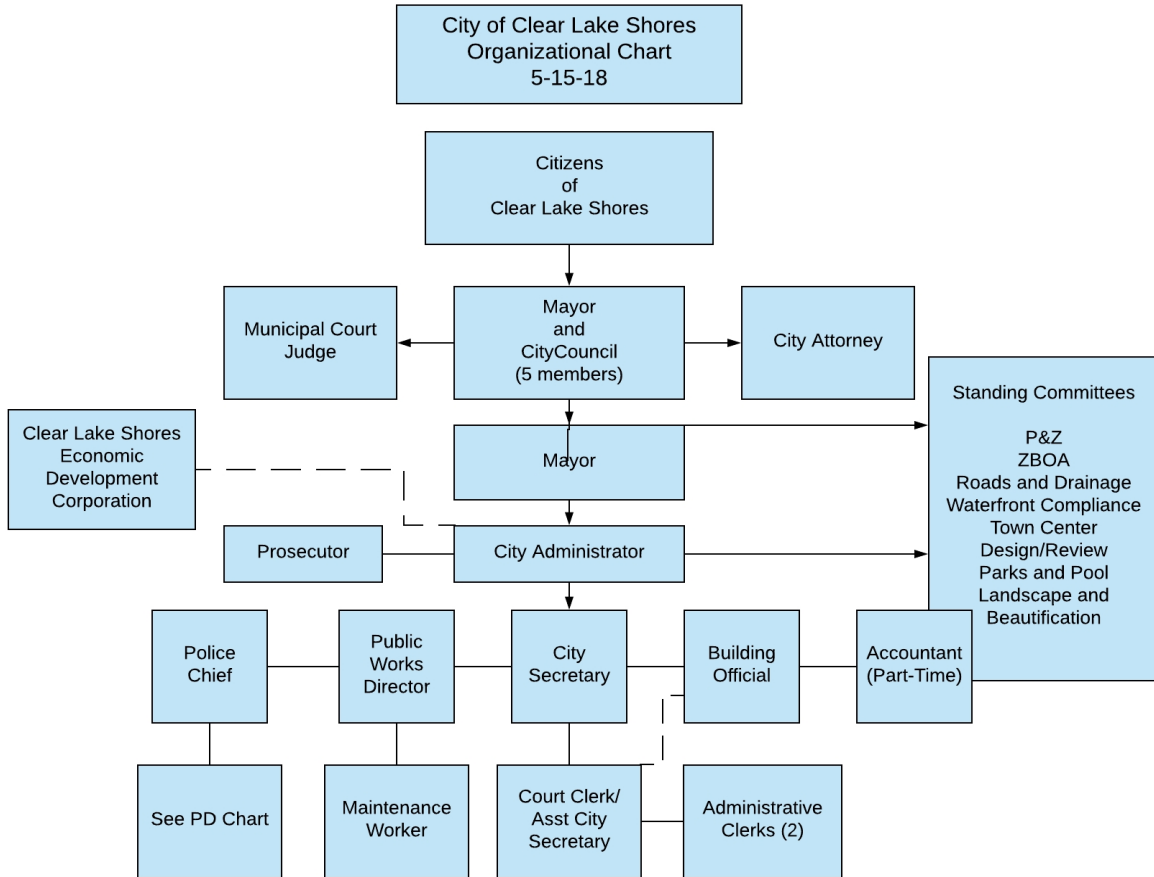 City of Clear Lake Shores
Organizational Chart
5-15-18
Citizens
of
Clear Lake Shores
Municipal Court
Judge
Mayor
and
CityCouncil
(5 members)
City Attorney
Standing Committees
P&Z
ZBOA
Roads and Drainage
Waterfront Compliance
Town Center
Design/Review
Parks and Pool
Landscape and
Beautification
Clear Lake Shores
Economic
Development
Corporation
Mayor
Prosecutor
City Administrator
Police
Chief
Public
Works
Director
City
Secretary
Building
Official
Accountant
(Part-Time)
See PD Chart
Maintenance
Worker
Court Clerk/
Asst City
Secretary
Administrative
Clerks (2)